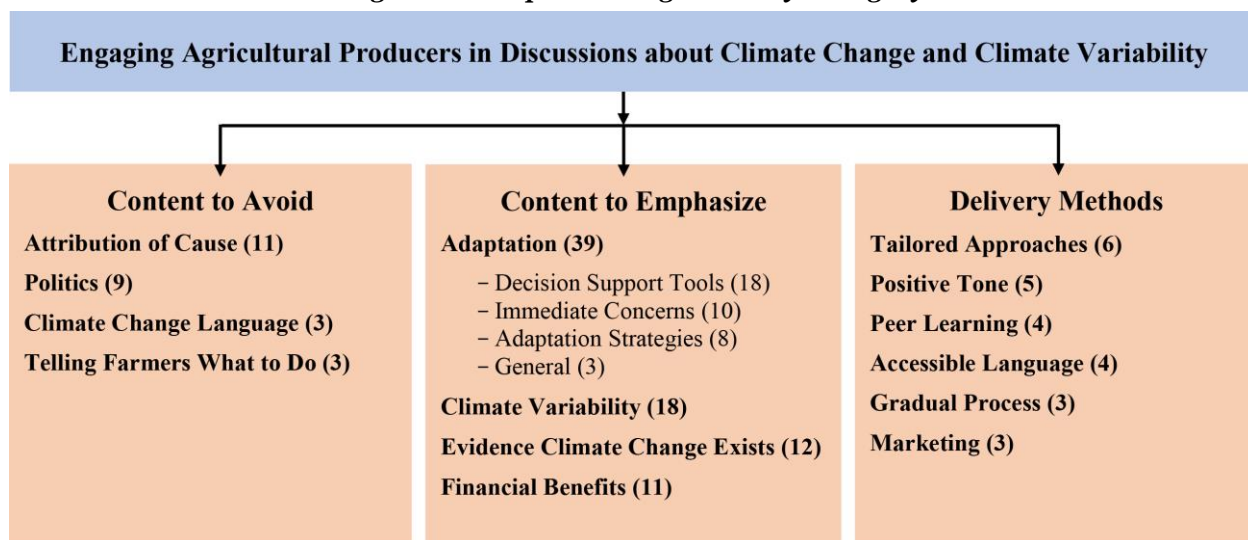 Engaging Agricultural Producers in Discussions about Climate Change and Climate Variability
Content to Avoid
Attribution of Cause (11)
Politics (9)
Climate Change Language (3)
Telling Farmers What to Do (3)
Content to Emphasize
Adaptation (39)
– Decision Support Tools (18)
– Immediate Concerns (10)
– Adaptation Strategies (8)
– General (3)
Climate Variability (18)
Evidence Climate Change Exists (12)
Financial Benefits (11)
Delivery Methods
Tailored Approaches (6)
Positive Tone (5)
Peer Learning (4)
Accessible Language (4)
Gradual Process (3)
Marketing (3)